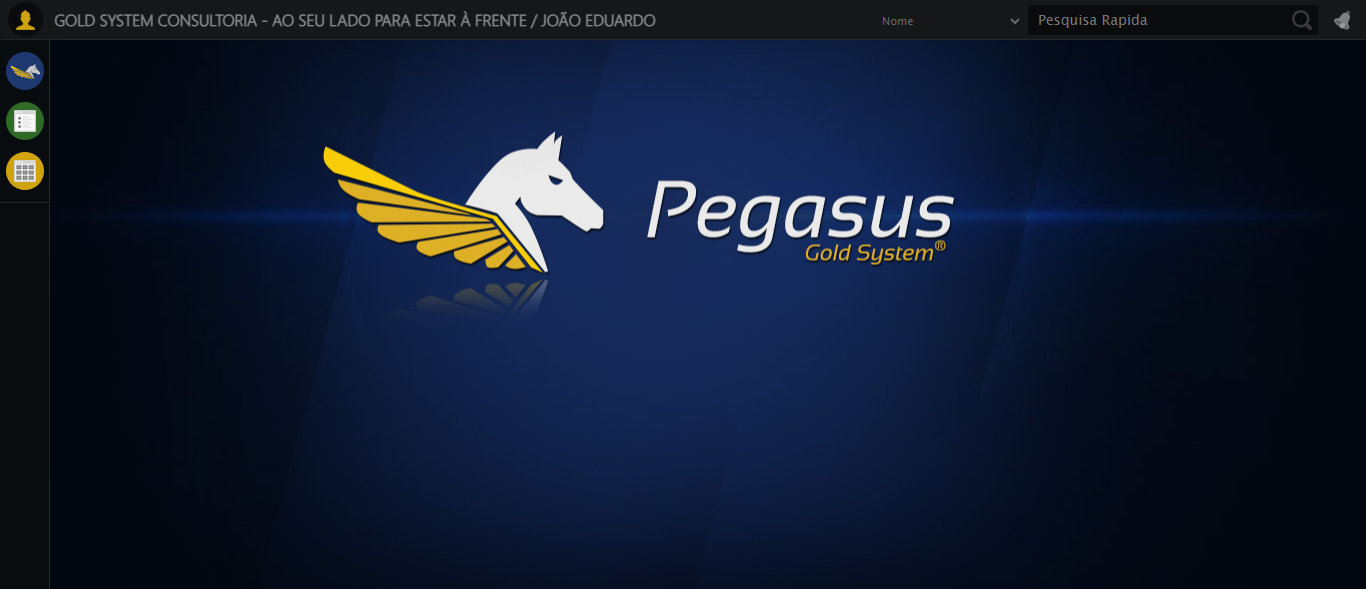 GOLD SYSTEM CONSULTORIA - AO SEU LADO PARA ESTAR À FRENTE / JOÃO EDUARDO
Nome
Pesquisa Rapida
Pegasus
Gold System®